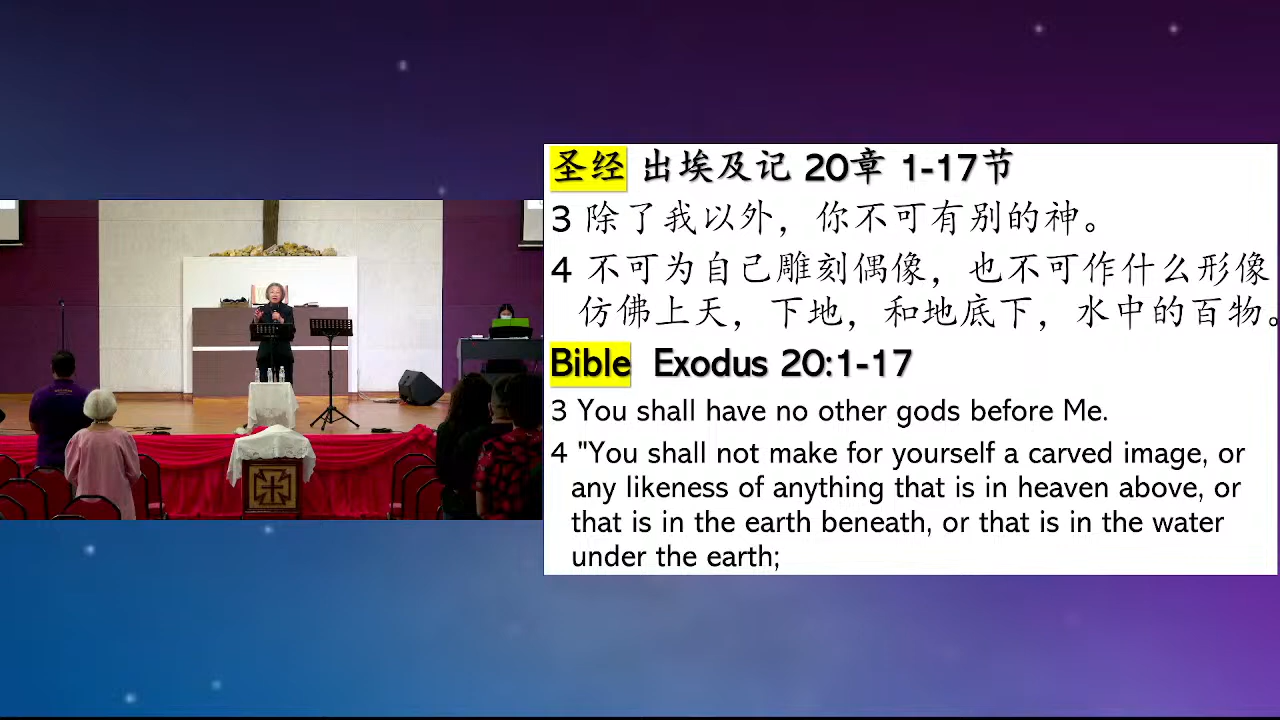 圣经 出埃及记 20章 1-17节
3 除了我以外，你不可有别的神。
4 不可为自己雕刻偶像，也不可作什么形像
仿佛上天，下地，和地底下，水中的百物。
Bible Exodus 20:1-17
3 You shall have no other gods before Me.
4 "You shall not make for yourself a carved image, or
any likeness of anything that is in heaven above, or
that is in the earth beneath, or that is in the water
under the earth;